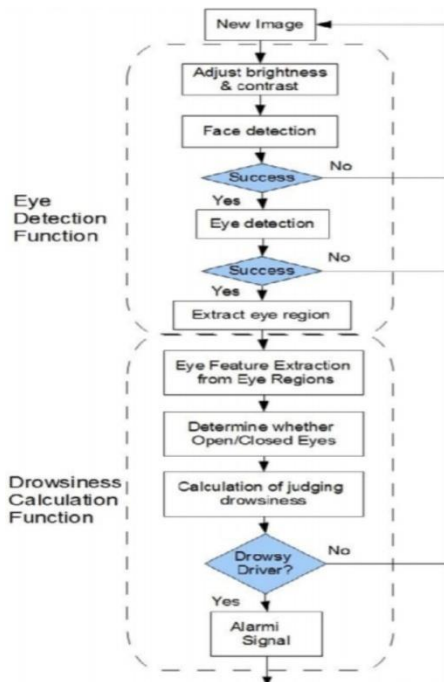 New Image
Adjust brightness
& contrast
Face detection
Success
No
Yes
Eye
Detection
Function
Eye detection
Success
No
Yes
Extract eye region
Eye Feature Extraction
from Eye Regions
Determine whether
Open/Closed Eyes
Drowsiness
Calculation
Function
Calculation of judging
drowsiness
Drowsy
Driver?
No
Yes
Alarmi
Signal